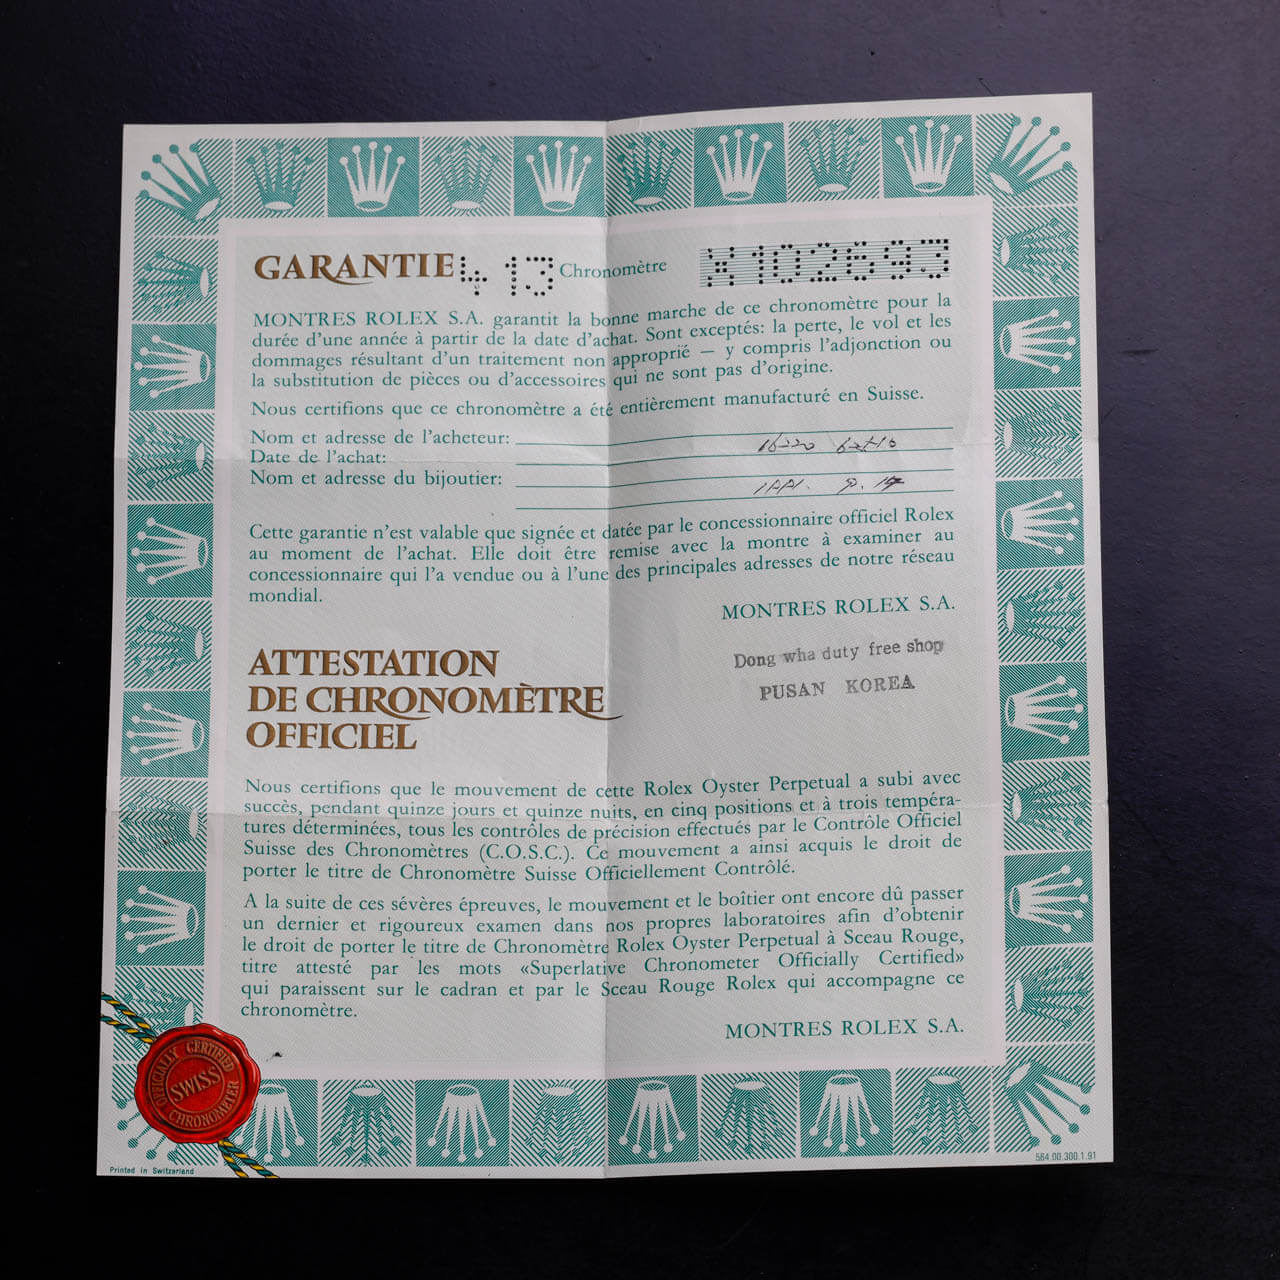 GARANTIE 413 Chronomètre X102693
MONTRES ROLEX S.A. garantit la bonne marche de ce chronomètre pour la
durée d'une année à partir de la date d'achat. Sont exceptés: la perte, le vol et les
dommages résultant d'un traitement non approprié — y compris l'adjonction ou
la substitution de pièces ou d'accessoires qui ne sont pas d'origine.
Nous certifions que ce chronomètre a été entièrement manufacturé en Suisse.
Nom et adresse de l'acheteur:
16220
Date de l'achat:
Nom et adresse du bijoutier:
1991. 9. 14
Cette garantie n'est valable que signée et datée par le concessionnaire officiel Rolex
au moment de l'achat. Elle doit être remise avec la montre à examiner au
concessionnaire qui l'a vendue ou à l'une des principales adresses de notre réseau
mondial.
MONTRES ROLEX S.A.
Dong wha duty free shop
PUSAN KOREA
ATTESTATION
DE CHRONOMÈTRE
OFFICIEL
Nous certifions que le mouvement de cette Rolex Oyster Perpetual a subi avec
succès, pendant quinze jours et quinze nuits, en cinq positions et à trois tempéra-
tures déterminées, tous les contrôles de précision effectués par le Contrôle Officiel
Suisse des Chronomètres (C.O.S.C.). Ce mouvement a ainsi acquis le droit de
porter le titre de Chronomètre Suisse Officiellement Contrôlé.
A la suite de ces sévères épreuves, le mouvement et le boîtier ont encore dû passer
un dernier et rigoureux examen dans nos propres laboratoires afin d'obtenir
le droit de porter le titre de Chronomètre Rolex Oyster Perpetual à Sceau Rouge,
titre attesté par les mots «Superlative Chronometer Officially Certified»
qui paraissent sur le cadran et par le Sceau Rouge Rolex qui accompagne ce
chronomètre.
MONTRES ROLEX S.A.
OFFICIALLY CERTIFIED
SWISS
CHRONOMETER
Printed in Switzerland
564.00.300.1.91